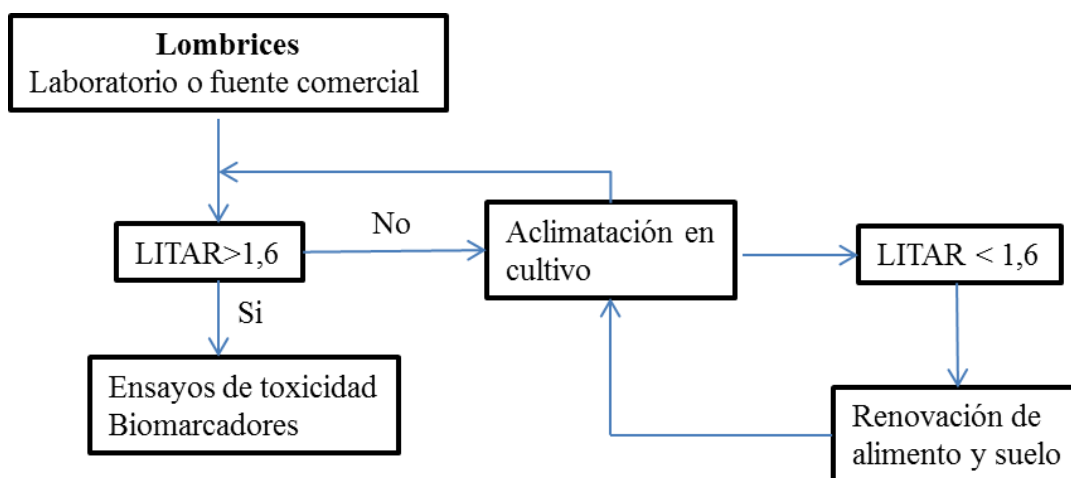 Lombrices
Laboratorio o fuente comercial
LITAR>1,6
No
Aclimatación en
cultivo
LITAR < 1,6
Si
Ensayos de toxicidad
Biomarcadores
Renovación de
alimento y suelo